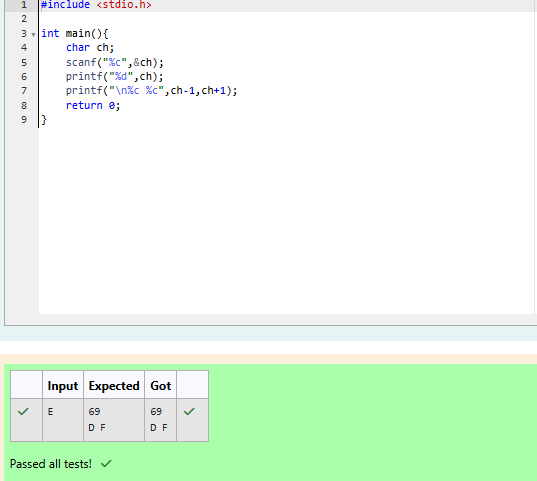 1 #include <stdio.h>
2
3 int main(){
4     char ch;
5     scanf("%c",&ch);
6     printf("%d",ch);
7     printf("\n%c %c",ch-1,ch+1);
8     return 0;
9 }
Input Expected Got
E 69 69
D F D F
Passed all tests!